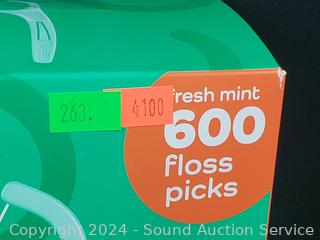 263.
4100
fresh mint
600
floss
picks
Copyright 2024 - Sound Auction Service